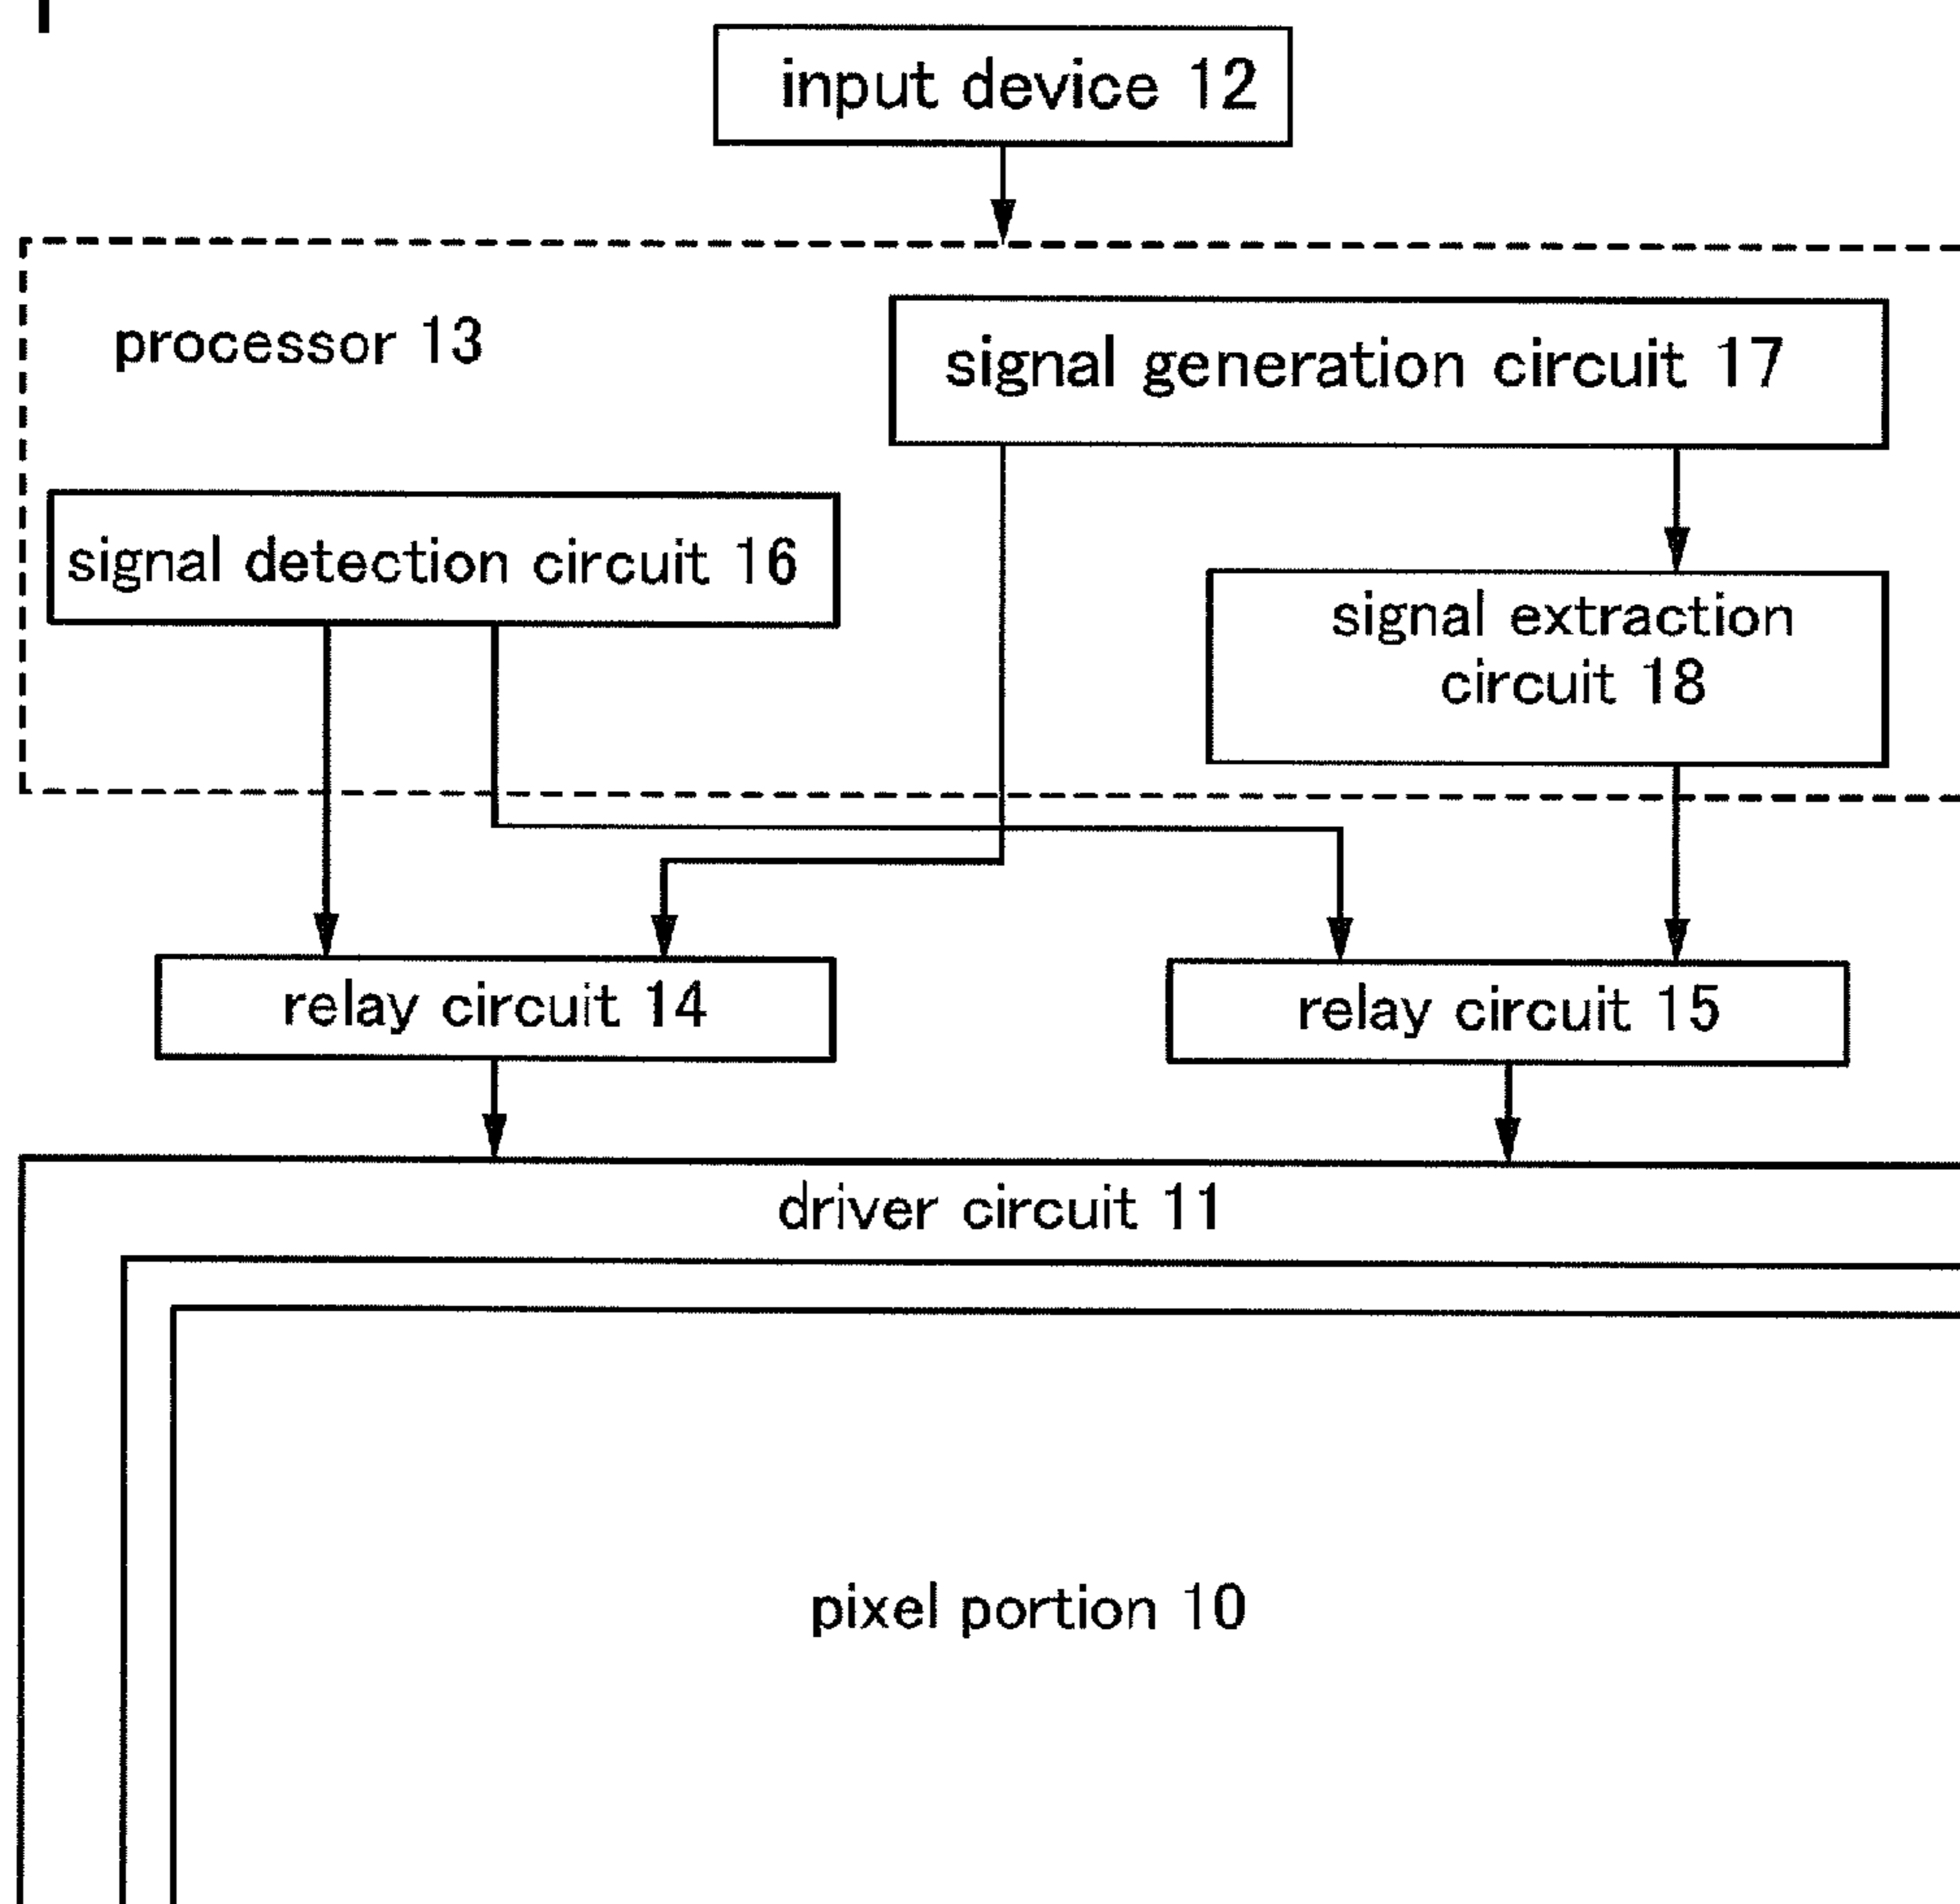 input device 12
processor 13
signal generation circuit 17
signal detection circuit 16
signal extraction
circuit 18
relay circuit 14
relay circuit 15
driver circuit 11
pixel portion 10